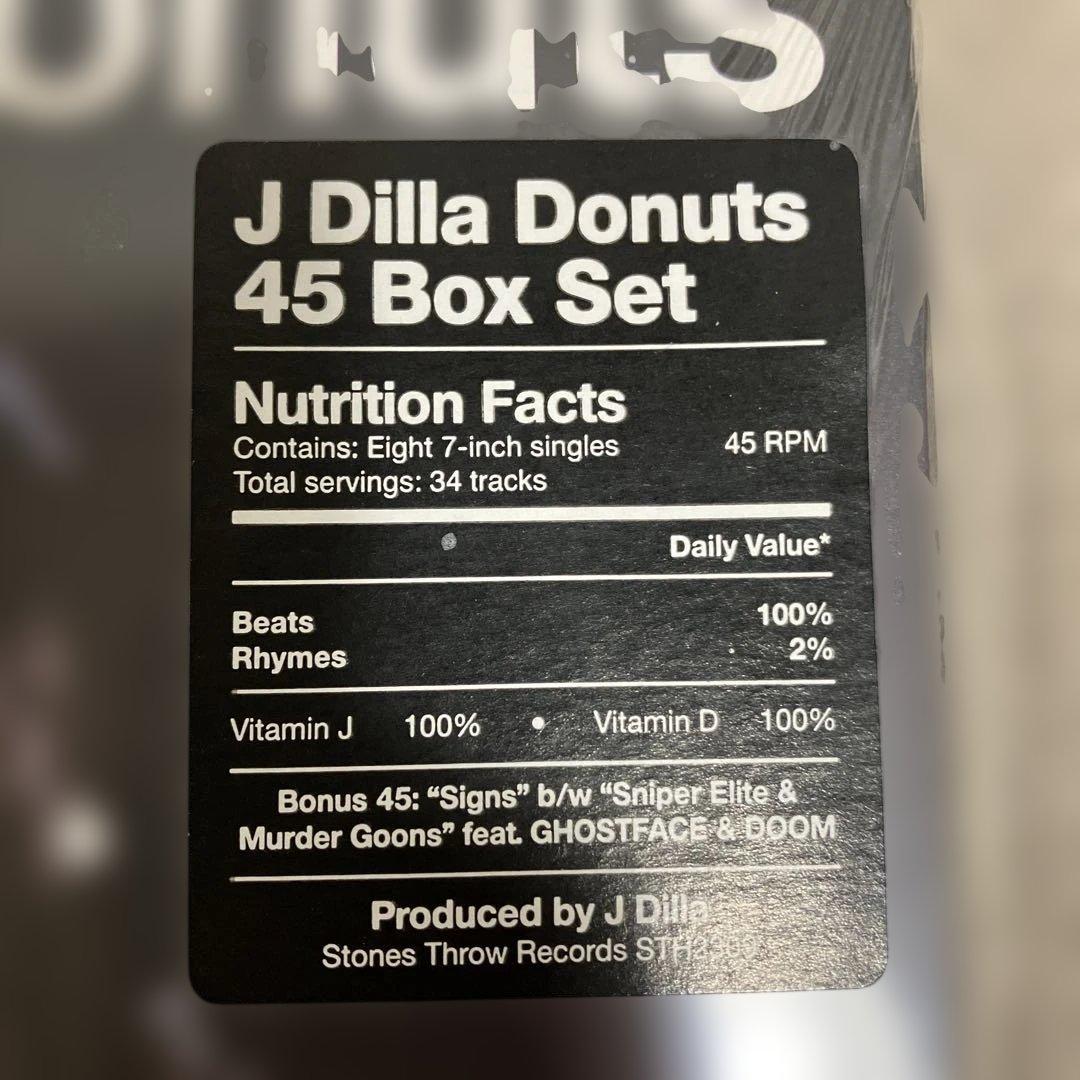 J Dilla Donuts
45 Box Set
Nutrition Facts
Contains: Eight 7-inch singles 45 RPM
Total servings: 34 tracks
Daily Value*
Beats 100%
Rhymes 2%
Vitamin J 100% • Vitamin D 100%
Bonus 45: “Signs” b/w “Sniper Elite &
Murder Goons” feat. GHOSTFACE & DOOM
Produced by J Dilla
Stones Throw Records